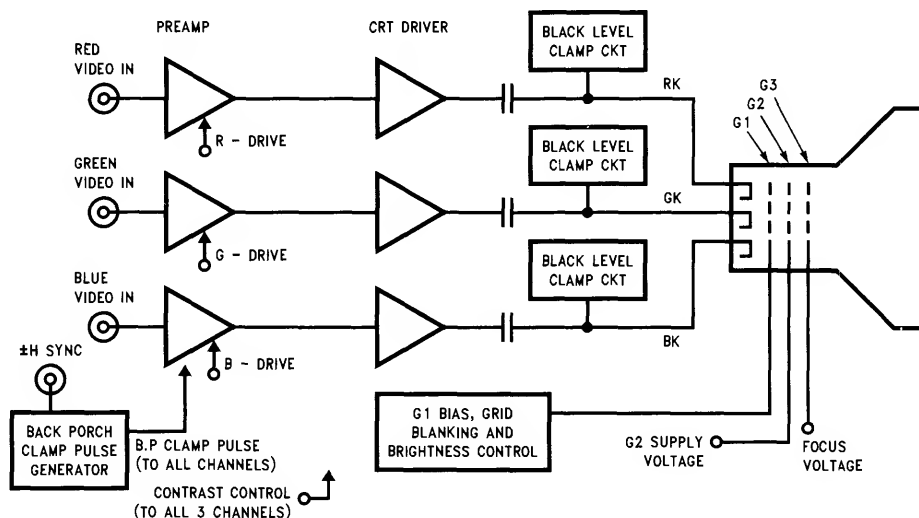 PREAMP
CRT DRIVER
BLACK LEVEL
CLAMP CKT
RED
VIDEO IN
RK
G3
G2
G1
R - DRIVE
GREEN
VIDEO IN
BLACK LEVEL
CLAMP CKT
GK
G - DRIVE
BLUE
VIDEO IN
BLACK LEVEL
CLAMP CKT
BK
±H SYNC
B - DRIVE
BACK PORCH
CLAMP PULSE
GENERATOR
B.P CLAMP PULSE
(TO ALL CHANNELS)
G1 BIAS, GRID
BLANKING AND
BRIGHTNESS CONTROL
G2 SUPPLY
VOLTAGE
FOCUS
VOLTAGE
CONTRAST CONTROL
(TO ALL 3 CHANNELS)